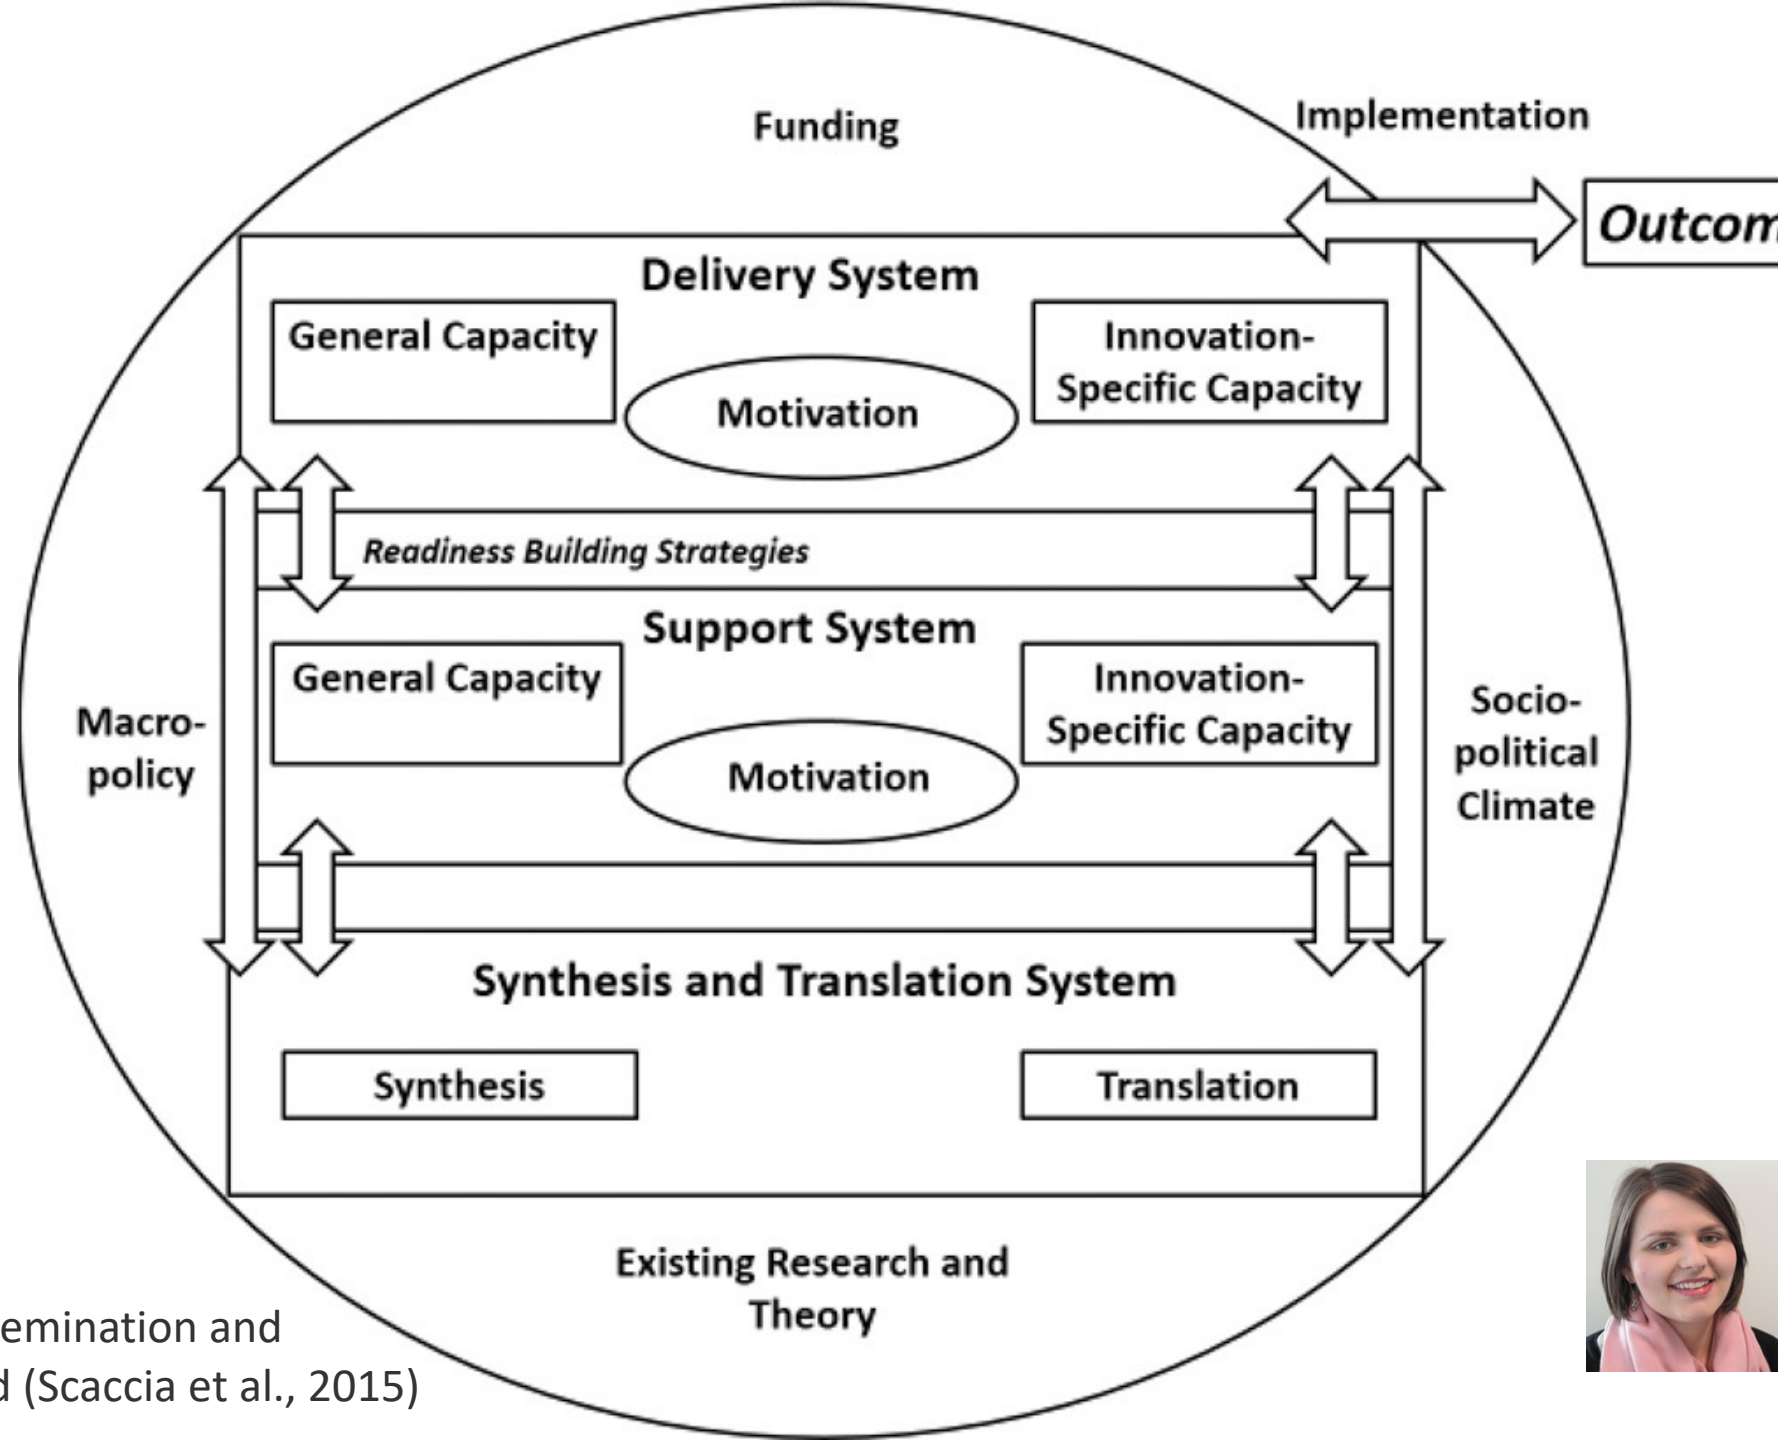 Funding
Implementation
Outcom
Delivery System
General Capacity
Motivation
Innovation-
Specific Capacity
Readiness Building Strategies
Support System
General Capacity
Motivation
Innovation-
Specific Capacity
Macro-
policy
Socio-
political
Climate
Synthesis and Translation System
Synthesis
Translation
Existing Research and
Theory
emination and
d (Scaccia et al., 2015)